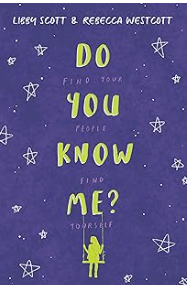 LIBBY SCOTT & REBECCA WESTCOTT
DO
FIND YOUR
YOU
PEOPLE
KNOW
FIND
ME?
YOURSELF